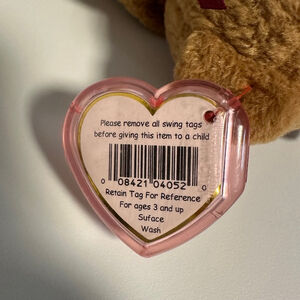 Please remove all swing tags
before giving this item to a child
0 08421 04052 0
Retain Tag For Reference
For ages 3 and up
Suface
Wash